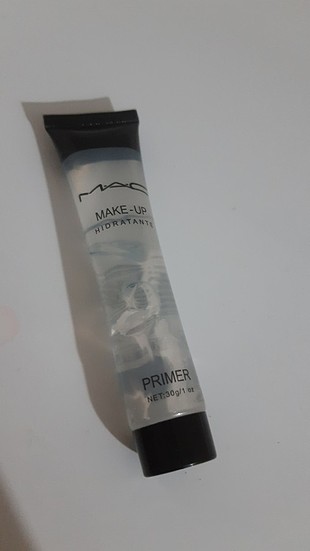 MAC
MAKE-UP
HIDRATANTE
PRIMER
NET:30g/1 oz